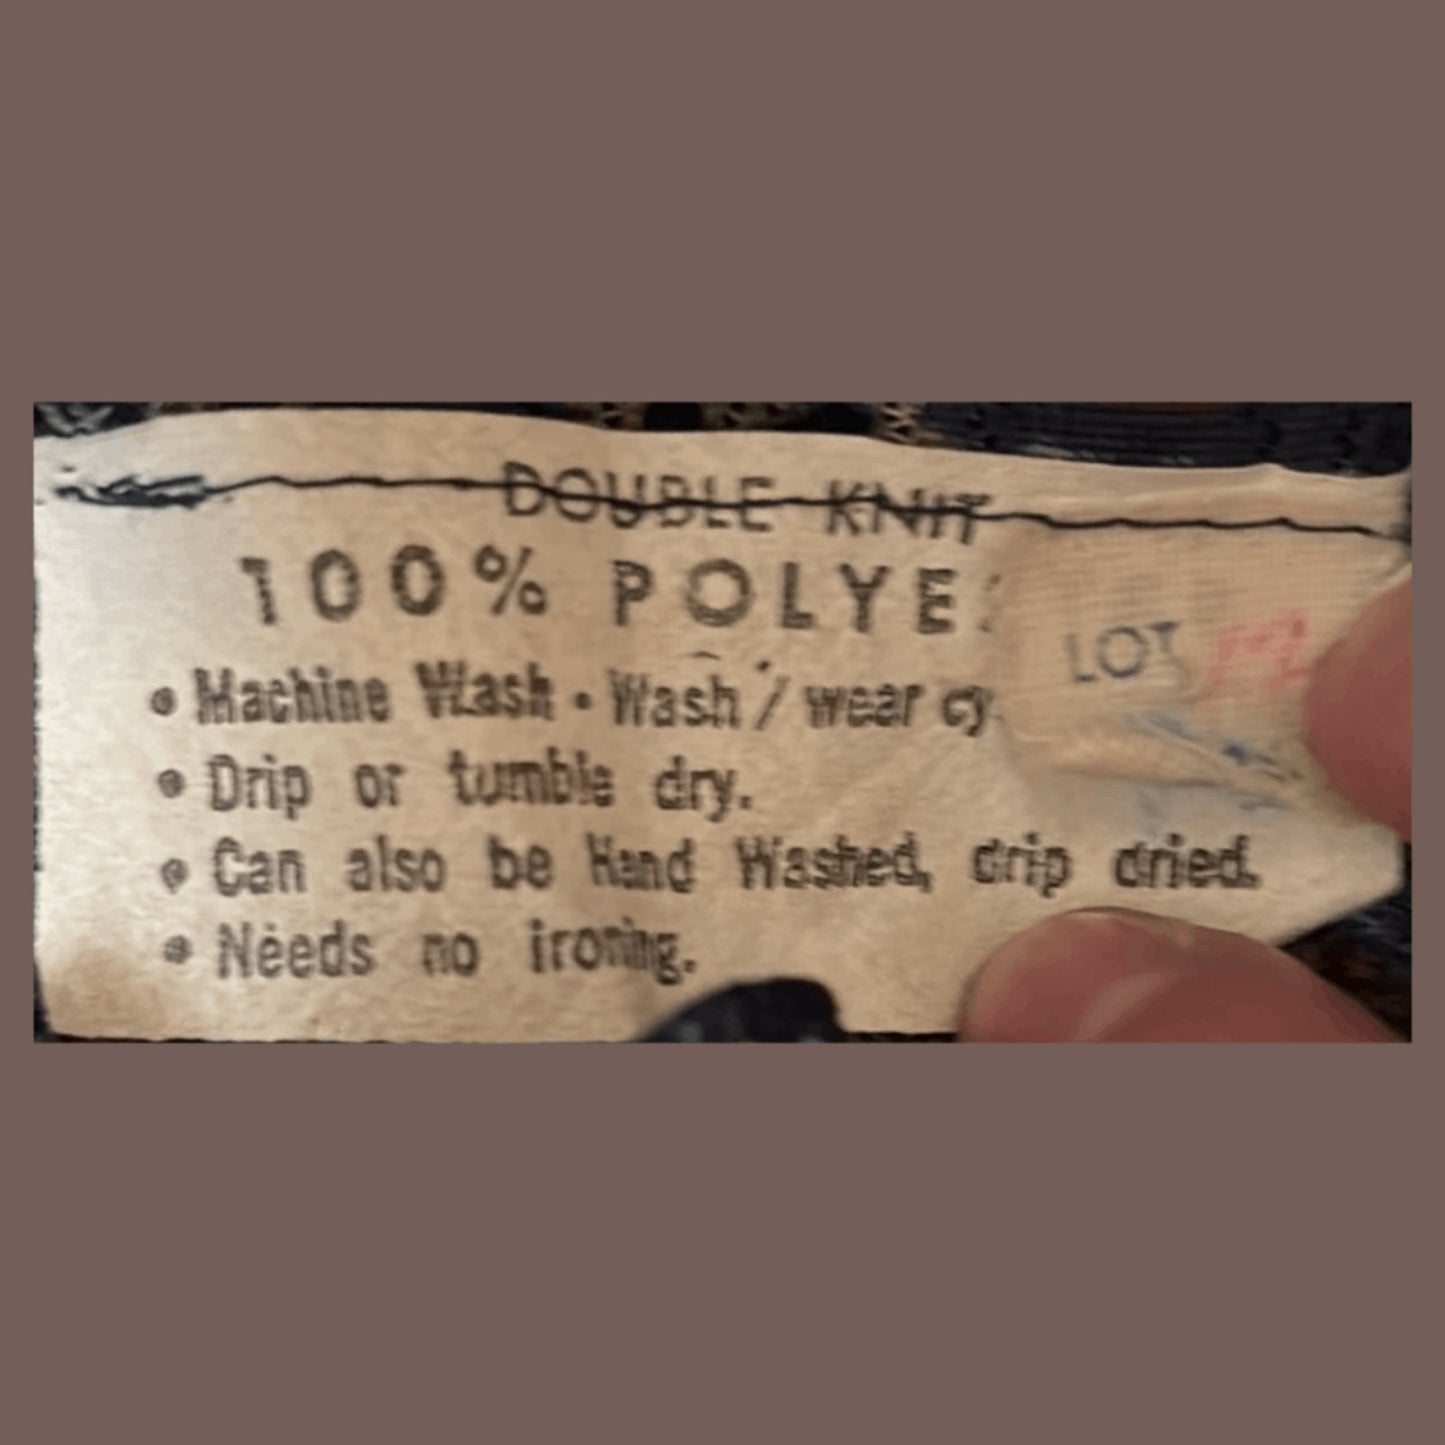 DOUBLE KNIT
100% POLYE
LOT
• Machine Wash • Wash / wear cy
• Drip or tumble dry.
• Can also be Hand Washed, drip dried.
• Needs no ironing.